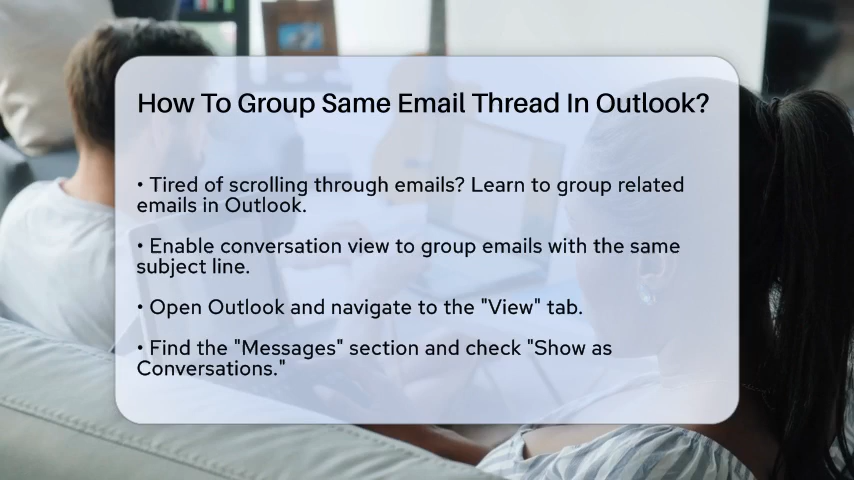 How To Group Same Email Thread In Outlook?
• Tired of scrolling through emails? Learn to group related
emails in Outlook.
• Enable conversation view to group emails with the same
subject line.
• Open Outlook and navigate to the "View" tab.
• Find the "Messages" section and check "Show as
Conversations."